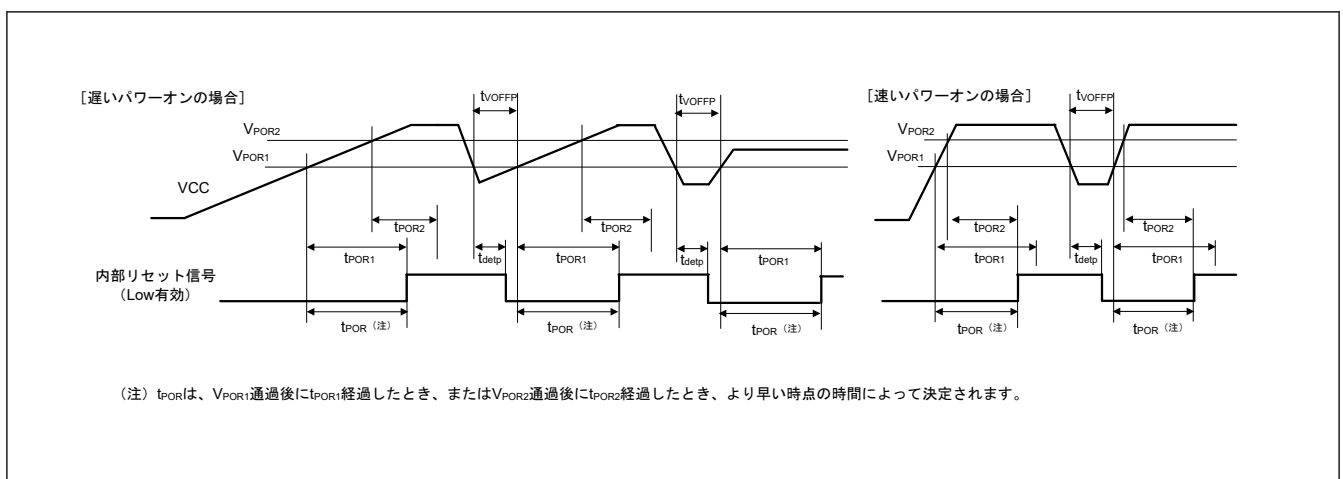 [遅いパワーオンの場合]
tVOFFP
tVOFFP
[速いパワーオンの場合]
tVOFFP
VPOR2
VPOR1
VCC
VPOR2
VPOR1
tPOR2
tPOR2
tPOR2
tPOR2
tPOR1
tdetp
tPOR1
tdetp
tPOR1
tPOR1
tdetp
tPOR1
内部リセット信号
(Low有効)
tPOR(注)
tPOR(注)
tPOR(注)
tPOR(注)
tPOR(注)
(注)tPORは、VPOR1通過後にtPOR1経過したとき、またはVPOR2通過後にtPOR2経過したとき、より早い時点の時間によって決定されます。